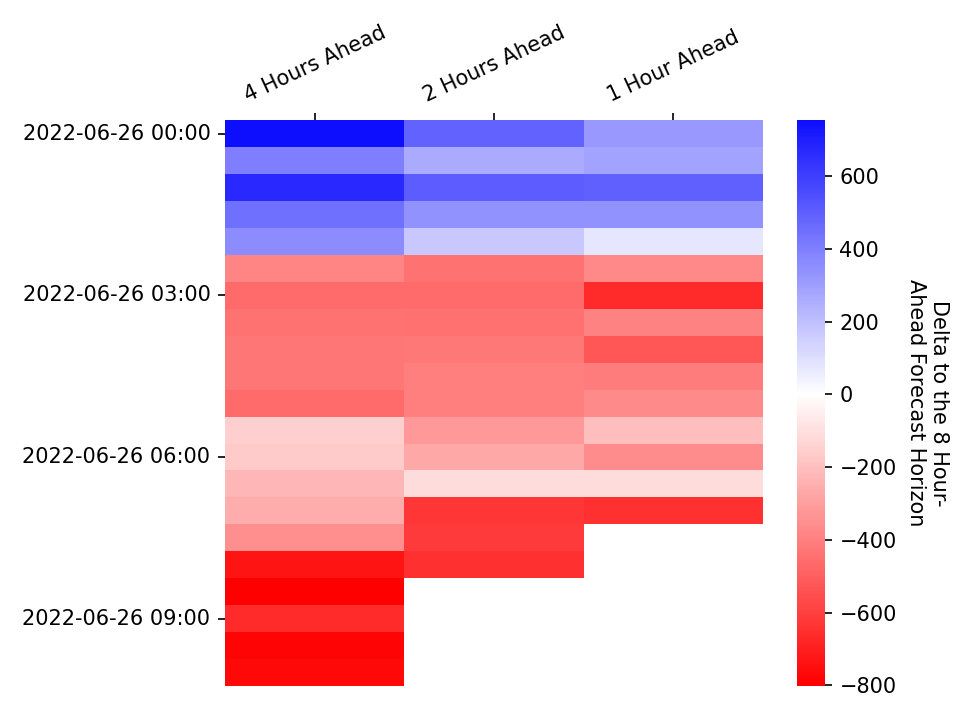 4 Hours Ahead
2 Hours Ahead
1 Hour Ahead
2022-06-26 00:00
2022-06-26 03:00
2022-06-26 06:00
2022-06-26 09:00
600
400
200
0
−200
−400
−600
−800
Delta to the 8 Hour-
Ahead Forecast Horizon